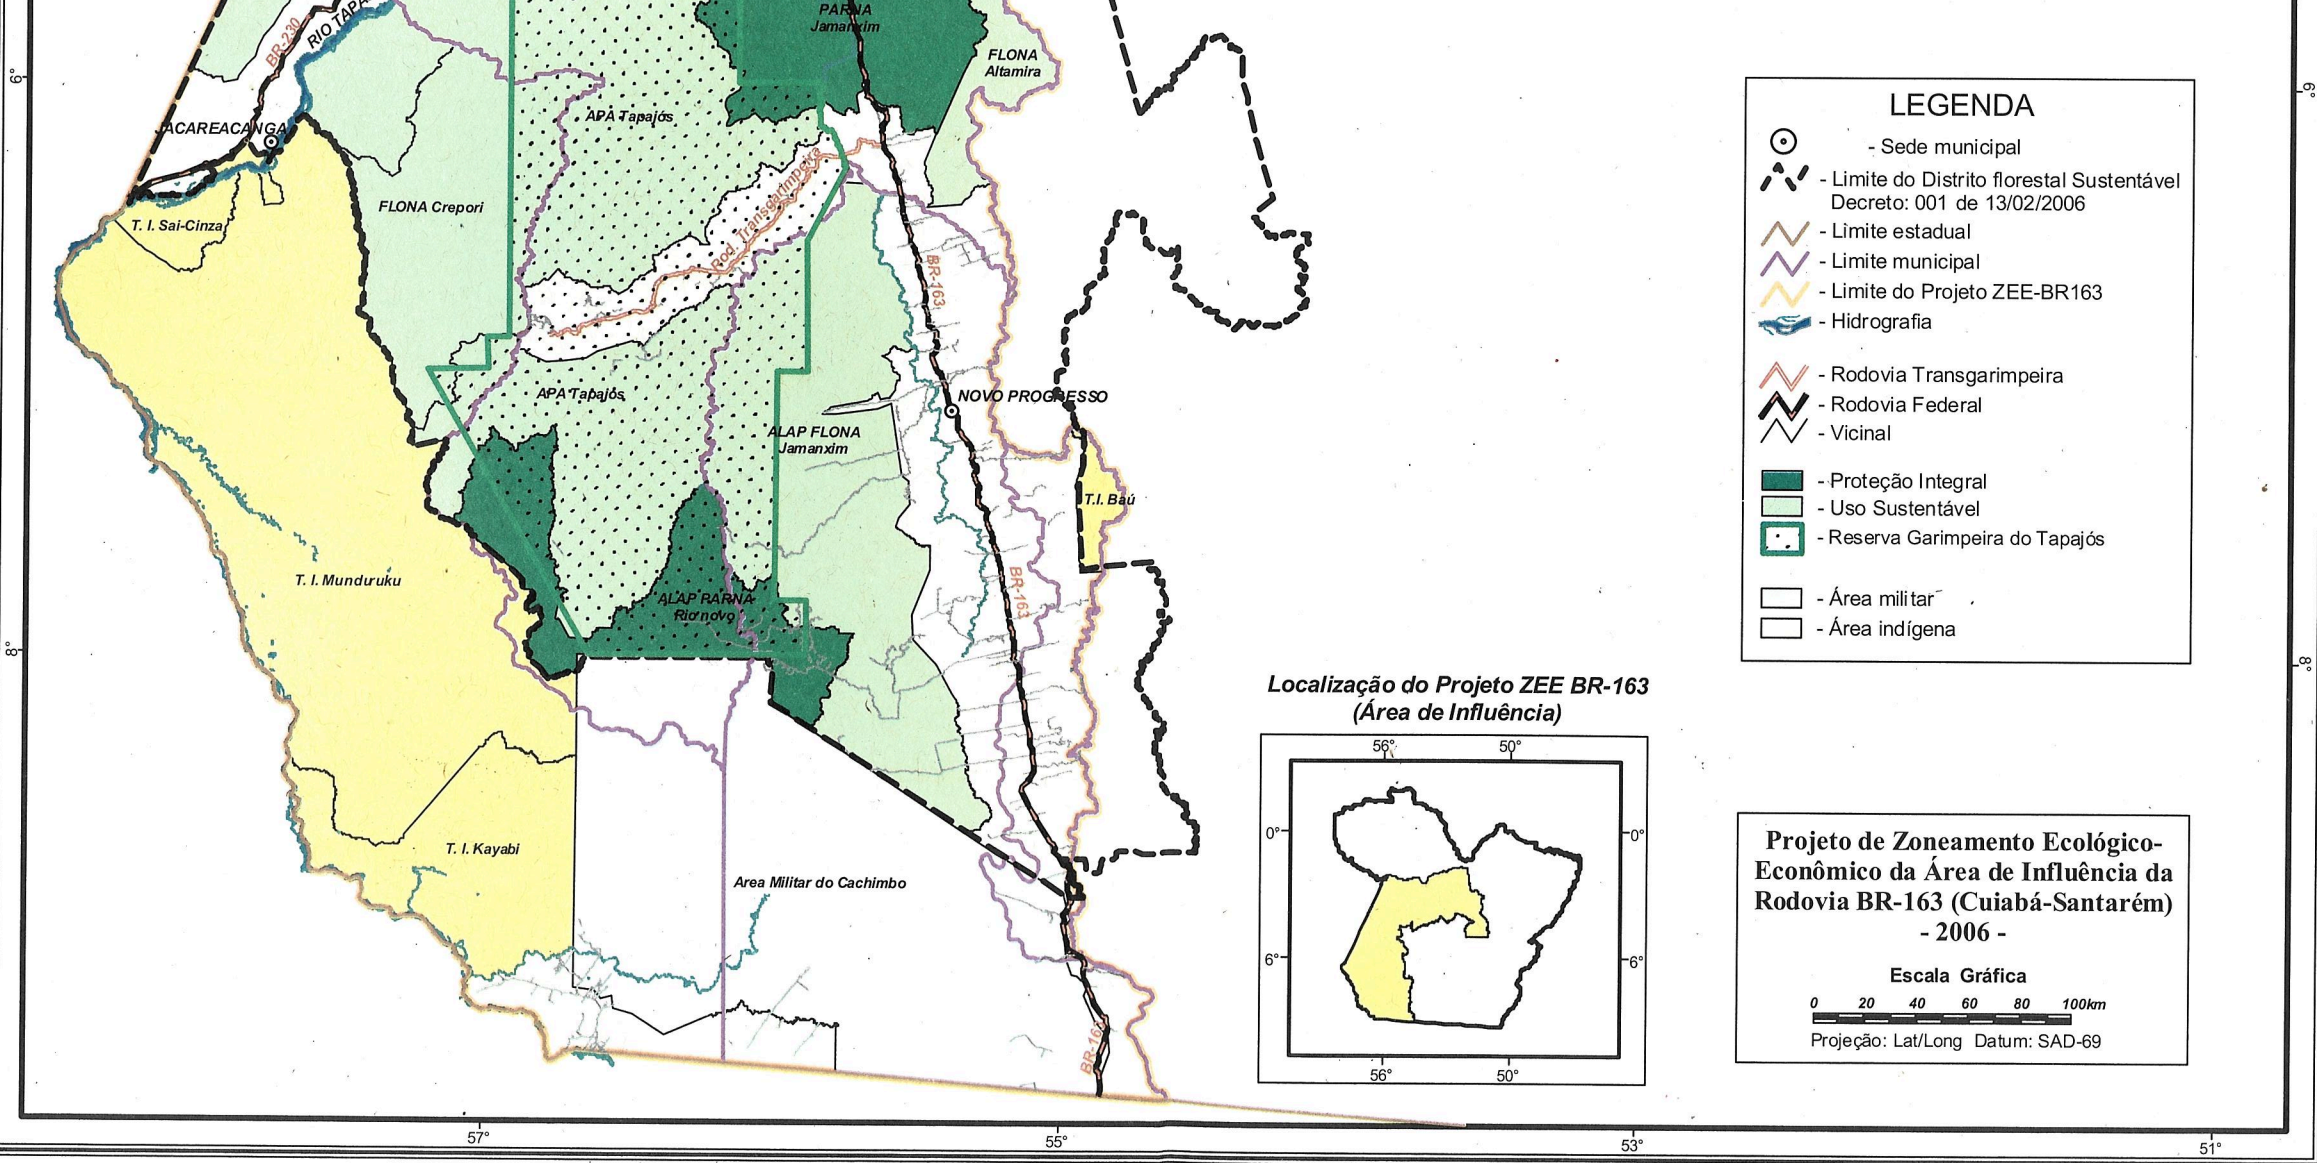 PARNA
Jamanxim
FLONA
Altamira
BR-230
RIO TAPA
6°
APA Tapajós
JACAREACANGA
FLONA Crepori
T. I. Sai-Cinza
Rod. Transgarimpeira
BR-163
APA Tapajós
NOVO PROGRESSO
ALAP FLONA
Jamanxim
T.I. Baú
T. I. Munduruku
BR-163
ALAP PARNA
Rio novo
8°
T. I. Kayabi
Area Militar do Cachimbo
BR-163
57°
55°
53°
51°
6°
8°
LEGENDA
- Sede municipal
- Limite do Distrito florestal Sustentável
Decreto: 001 de 13/02/2006
- Limite estadual
- Limite municipal
- Limite do Projeto ZEE-BR163
- Hidrografia
- Rodovia Transgarimpeira
- Rodovia Federal
- Vicinal
- Proteção Integral
- Uso Sustentável
- Reserva Garimpeira do Tapajós
- Área militar
- Área indígena
Localização do Projeto ZEE BR-163
(Área de Influência)
56° 50°
0° 0°
6° 6°
56° 50°
Projeto de Zoneamento Ecológico-
Econômico da Área de Influência da
Rodovia BR-163 (Cuiabá-Santarém)
- 2006 -
Escala Gráfica
0 20 40 60 80 100km
Projeção: Lat/Long Datum: SAD-69